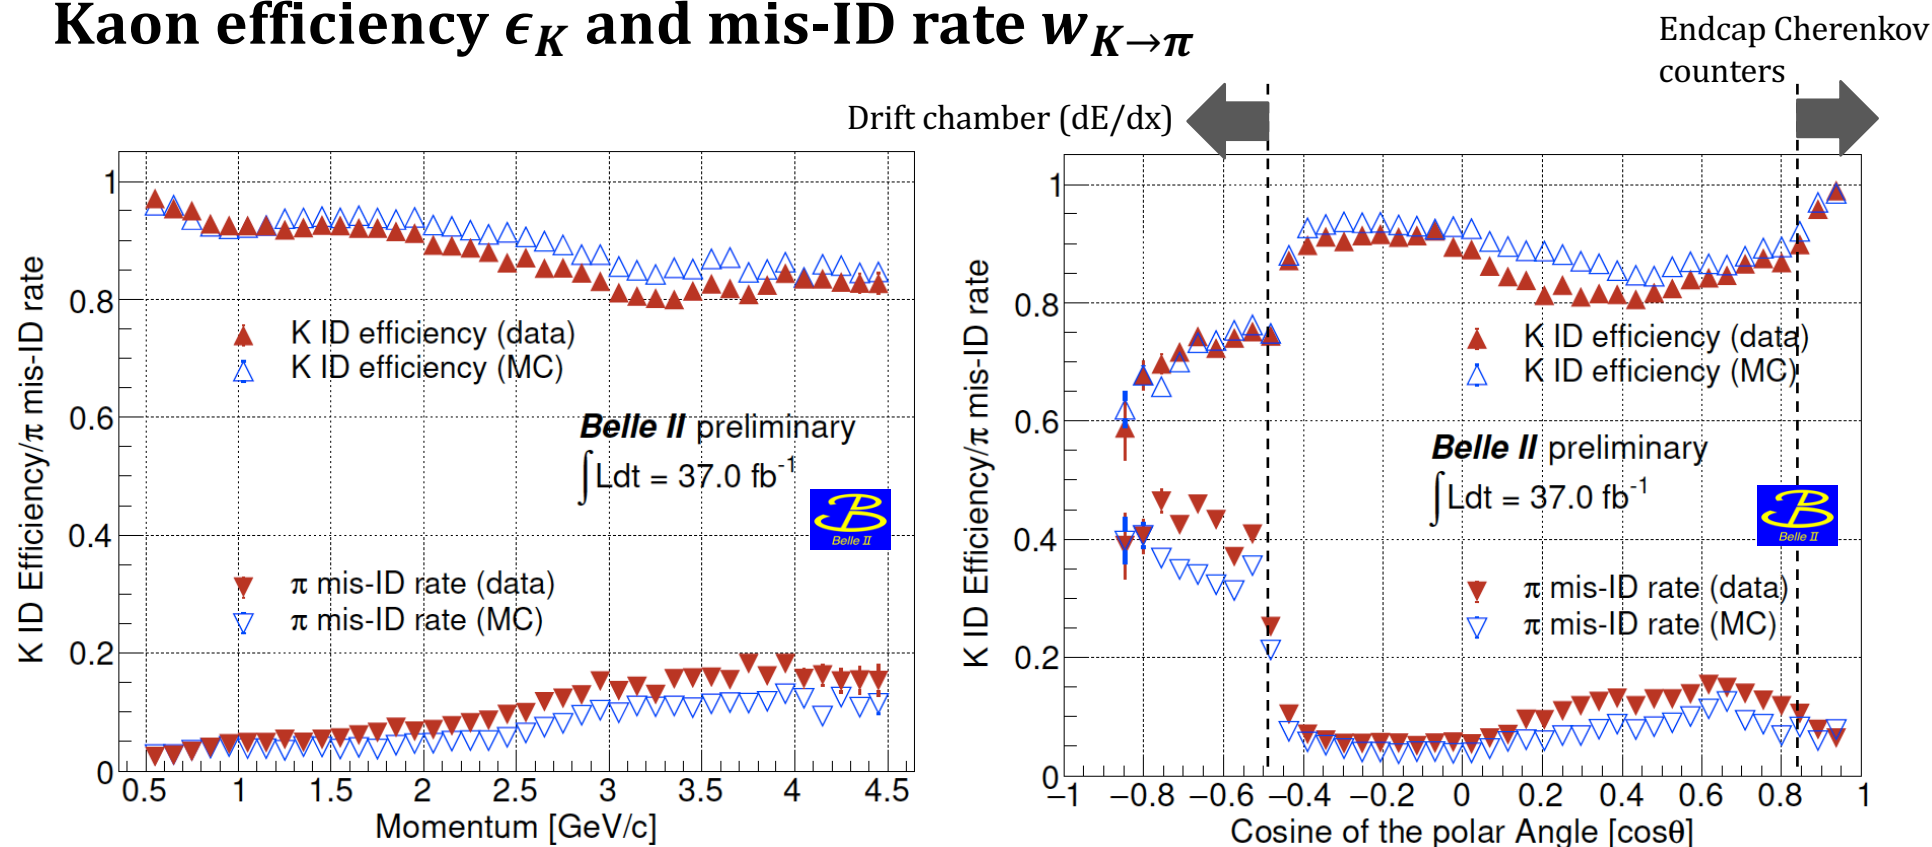 Kaon efficiency ϵ_K and mis-ID rate w_{K→π}
Endcap Cherenkov
counters
Drift chamber (dE/dx)
K ID Efficiency/π mis-ID rate
1
0.8
0.6
0.4
0.2
0
K ID efficiency (data)
K ID efficiency (MC)
Belle II preliminary
∫Ldt = 37.0 fb⁻¹
B
Belle II
π mis-ID rate (data)
π mis-ID rate (MC)
0.5 1 1.5 2 2.5 3 3.5 4 4.5
Momentum [GeV/c]
K ID Efficiency/π mis-ID rate
1
0.8
0.6
0.4
0.2
0
K ID efficiency (data)
K ID efficiency (MC)
Belle II preliminary
∫Ldt = 37.0 fb⁻¹
B
Belle II
π mis-ID rate (data)
π mis-ID rate (MC)
−1 −0.8 −0.6 −0.4 −0.2 0 0.2 0.4 0.6 0.8 1
Cosine of the polar Angle [cosθ]